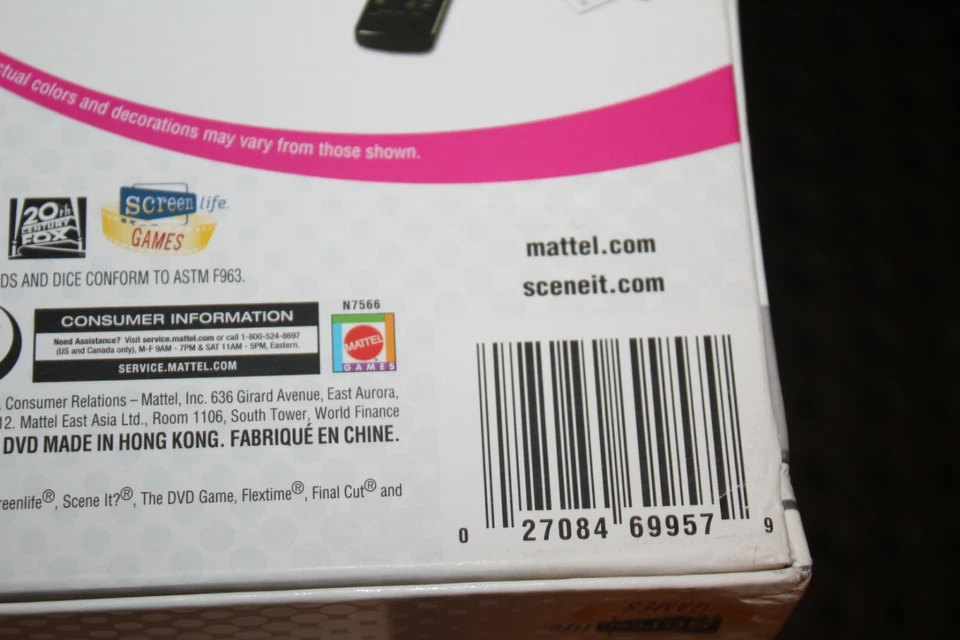 ctual colors and decorations may vary from those shown.
20th
CENTURY
FOX
screenlife.
GAMES
mattel.com
sceneit.com
DS AND DICE CONFORM TO ASTM F963.
CONSUMER INFORMATION
Need Assistance? Visit service.mattel.com or call 1-800-524-8697
(US and Canada only), M-F 9AM - 7PM & SAT 11AM - 5PM, Eastern.
SERVICE.MATTEL.COM
N7566
MATTEL
GAMES
. Consumer Relations – Mattel, Inc. 636 Girard Avenue, East Aurora,
12. Mattel East Asia Ltd., Room 1106, South Tower, World Finance
DVD MADE IN HONG KONG. FABRIQUÉ EN CHINE.
reenlife®, Scene It?®, The DVD Game, Flextime®, Final Cut® and
0 27084 69957 9
GAMES